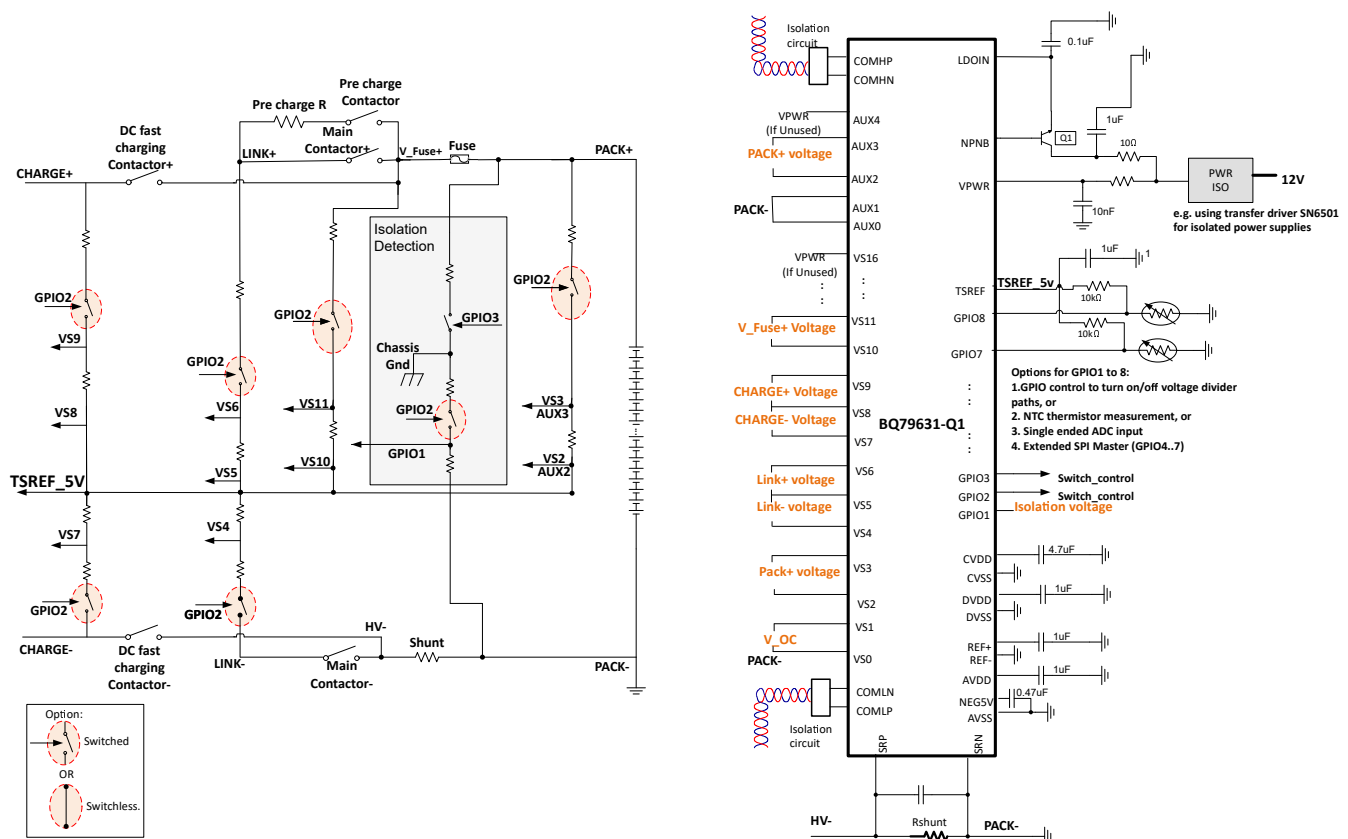 Pre charge
Contactor
Pre charge R
DC fast
charging
Contactor+
Main
Contactor+
LINK+
V_Fuse+
Fuse
PACK+
CHARGE+
Isolation
Detection
GPIO2
GPIO2
GPIO2
GPIO3
GPIO2
Chassis
Gnd
VS9
GPIO2
VS6
VS11
GPIO2
VS3
AUX3
VS8
GPIO1
VS10
VS2
AUX2
VS5
TSREF_5V
VS7
VS4
GPIO2
GPIO2
CHARGE-
DC fast
charging
Contactor-
LINK-
HV-
Main
Contactor-
Shunt
PACK-
Option:
Switched
OR
Switchless.
Isolation
circuit
COMHP
COMHN
VPWR
(If Unused)
AUX4
AUX3
PACK+ voltage
AUX2
PACK-
AUX1
AUX0
VPWR
(If Unused)
VS16
V_Fuse+ Voltage
VS11
VS10
CHARGE+ Voltage
VS9
VS8
CHARGE- Voltage
VS7
VS6
Link+ voltage
VS5
Link- voltage
VS4
VS3
Pack+ voltage
VS2
VS1
V_OC
PACK-
VS0
COMLN
COMLP
Isolation
circuit
SRP
SRN
BQ79631-Q1
LDOIN
0.1uF
NPNB
Q1
1uF
10Ω
VPWR
10nF
PWR
ISO
12V
e.g. using transfer driver SN6501
for isolated power supplies
1uF
1
TSREF
TSREF_5v
10kΩ
GPIO8
10kΩ
GPIO7
Options for GPIO1 to 8:
1.GPIO control to turn on/off voltage divider
paths, or
2. NTC thermistor measurement, or
3. Single ended ADC input
4. Extended SPI Master (GPIO4..7)
GPIO3
Switch_control
GPIO2
Switch_control
GPIO1
Isolation voltage
CVDD
4.7uF
CVSS
DVDD
1uF
DVSS
REF+
1uF
REF-
AVDD
1uF
NEG5V
0.47uF
AVSS
HV-
Rshunt
PACK-